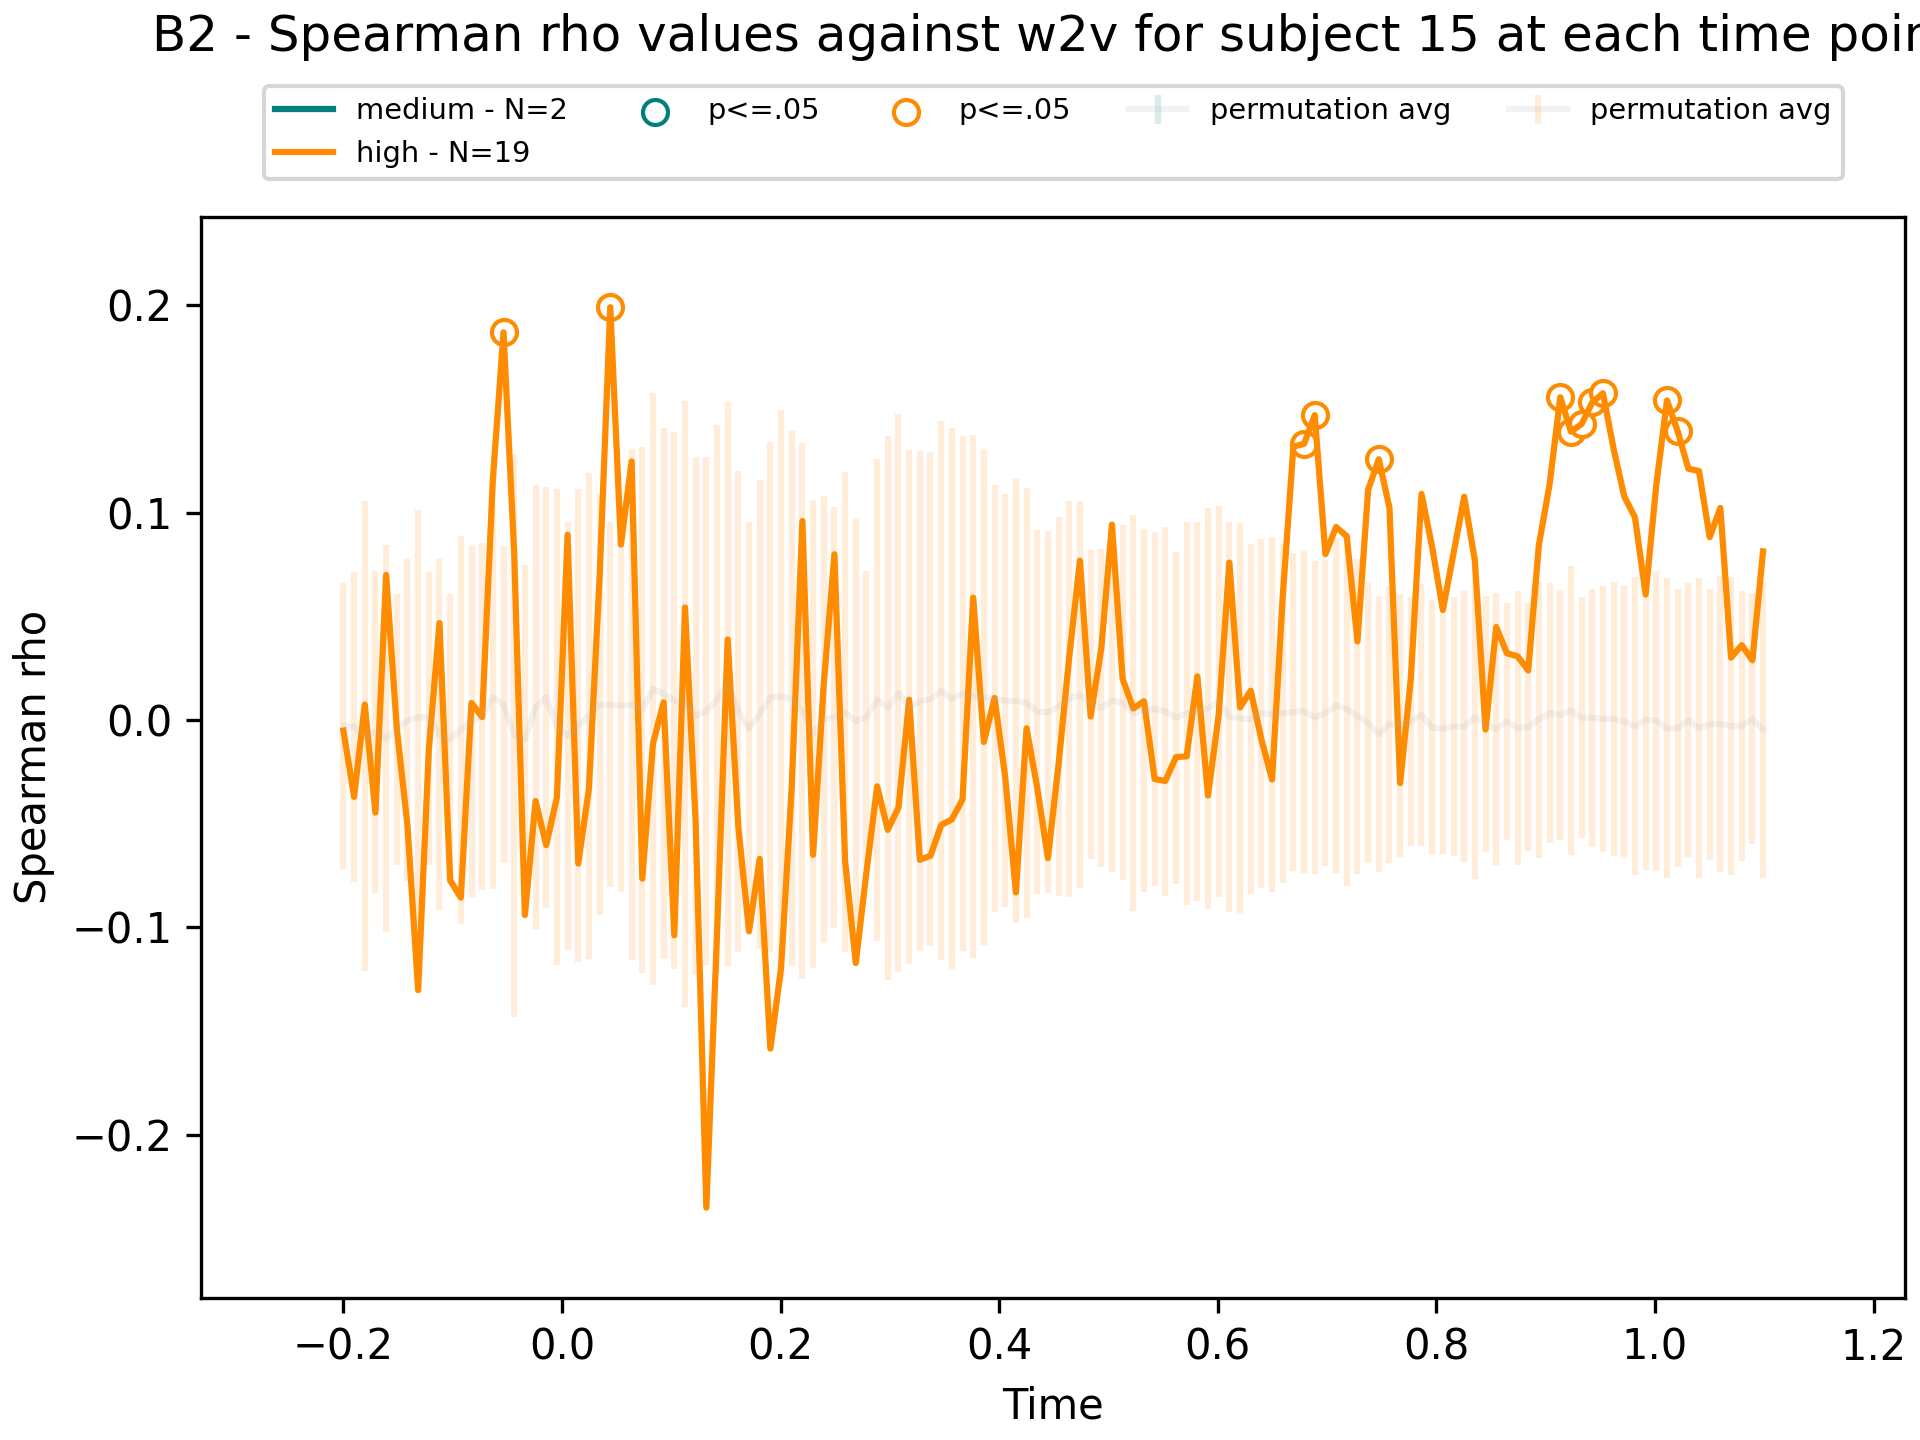 B2 - Spearman rho values against w2v for subject 15 at each time poin
medium - N=2
high - N=19
p<=.05
p<=.05
permutation avg
permutation avg
Spearman rho
0.2
0.1
0.0
−0.1
−0.2
−0.2 0.0 0.2 0.4 0.6 0.8 1.0 1.2
Time